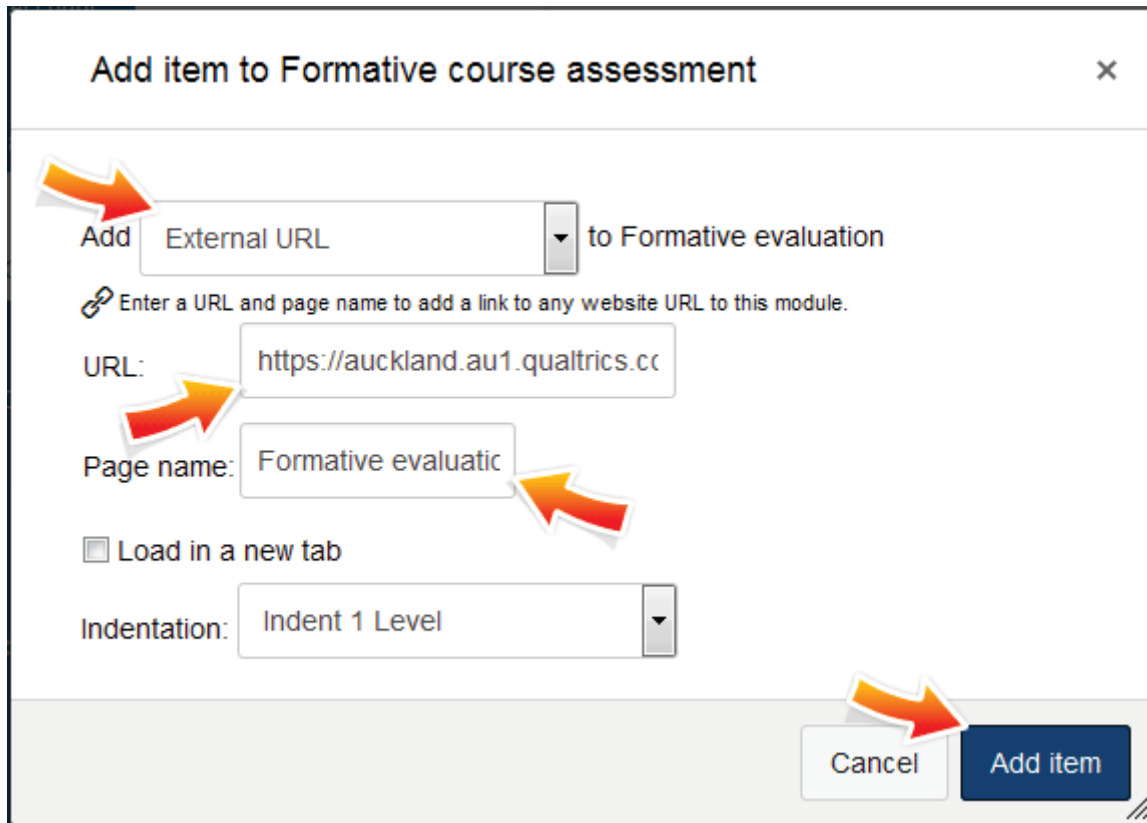 Add item to Formative course assessment ×
Add External URL to Formative evaluation
Enter a URL and page name to add a link to any website URL to this module.
URL: https://auckland.au1.qualtrics.cc
Page name: Formative evaluatic
Load in a new tab
Indentation: Indent 1 Level
Cancel Add item